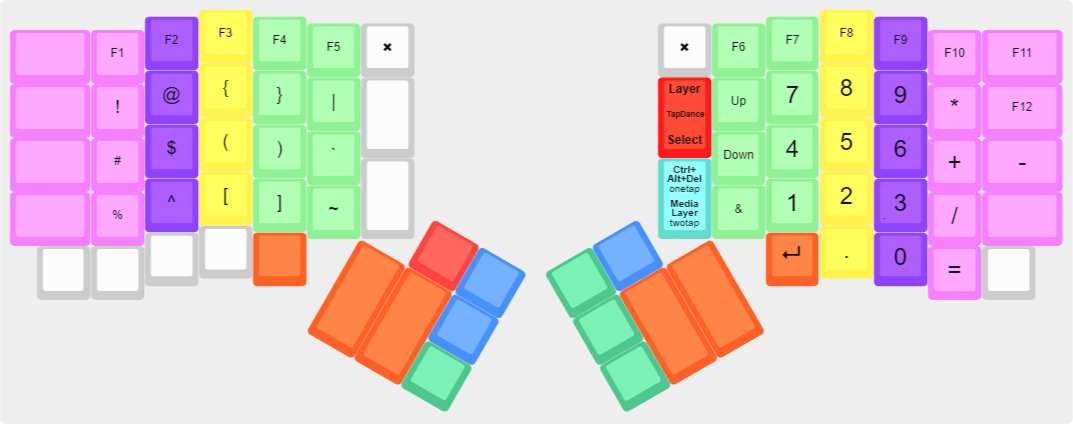 F1 F2 F3 F4 F5 × × F6 F7 F8 F9 F10 F11
! @ { } | Layer TapDance Select Up 7 8 9 * F12
# $ ( ) ` Down 4 5 6 + -
% ^ [ ] ~ Ctrl+ Alt+Del onetap Media Layer twotap & 1 2 3 . /
↵ . 0 =